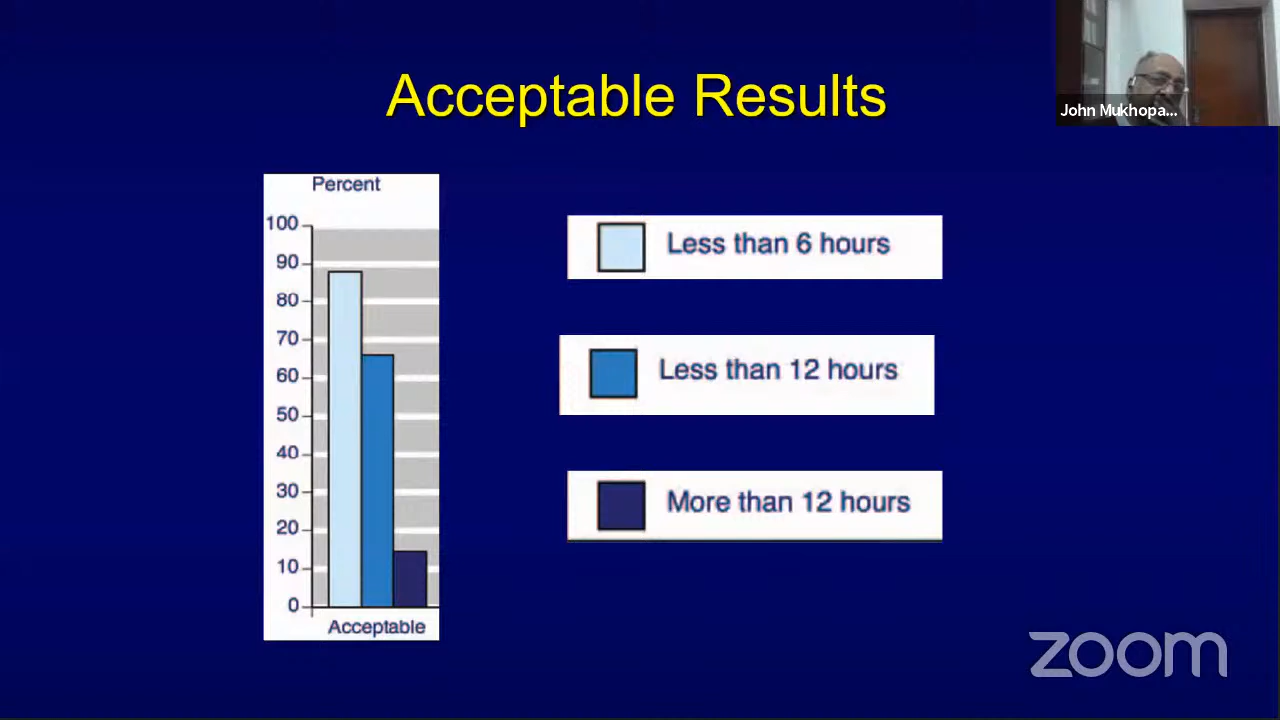 Acceptable Results
John Mukhopa...
Percent
100
90
80
70
60
50
40
30
20
10
0
Acceptable
Less than 6 hours
Less than 12 hours
More than 12 hours
zoom